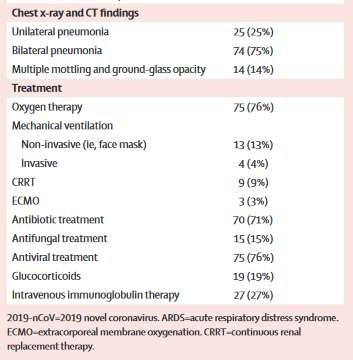 Chest x-ray and CT findings
Unilateral pneumonia 25 (25%)
Bilateral pneumonia 74 (75%)
Multiple mottling and ground-glass opacity 14 (14%)
Treatment
Oxygen therapy 75 (76%)
Mechanical ventilation
Non-invasive (ie, face mask) 13 (13%)
Invasive 4 (4%)
CRRT 9 (9%)
ECMO 3 (3%)
Antibiotic treatment 70 (71%)
Antifungal treatment 15 (15%)
Antiviral treatment 75 (76%)
Glucocorticoids 19 (19%)
Intravenous immunoglobulin therapy 27 (27%)
2019-nCoV=2019 novel coronavirus. ARDS=acute respiratory distress syndrome.
ECMO=extracorporeal membrane oxygenation. CRRT=continuous renal
replacement therapy.